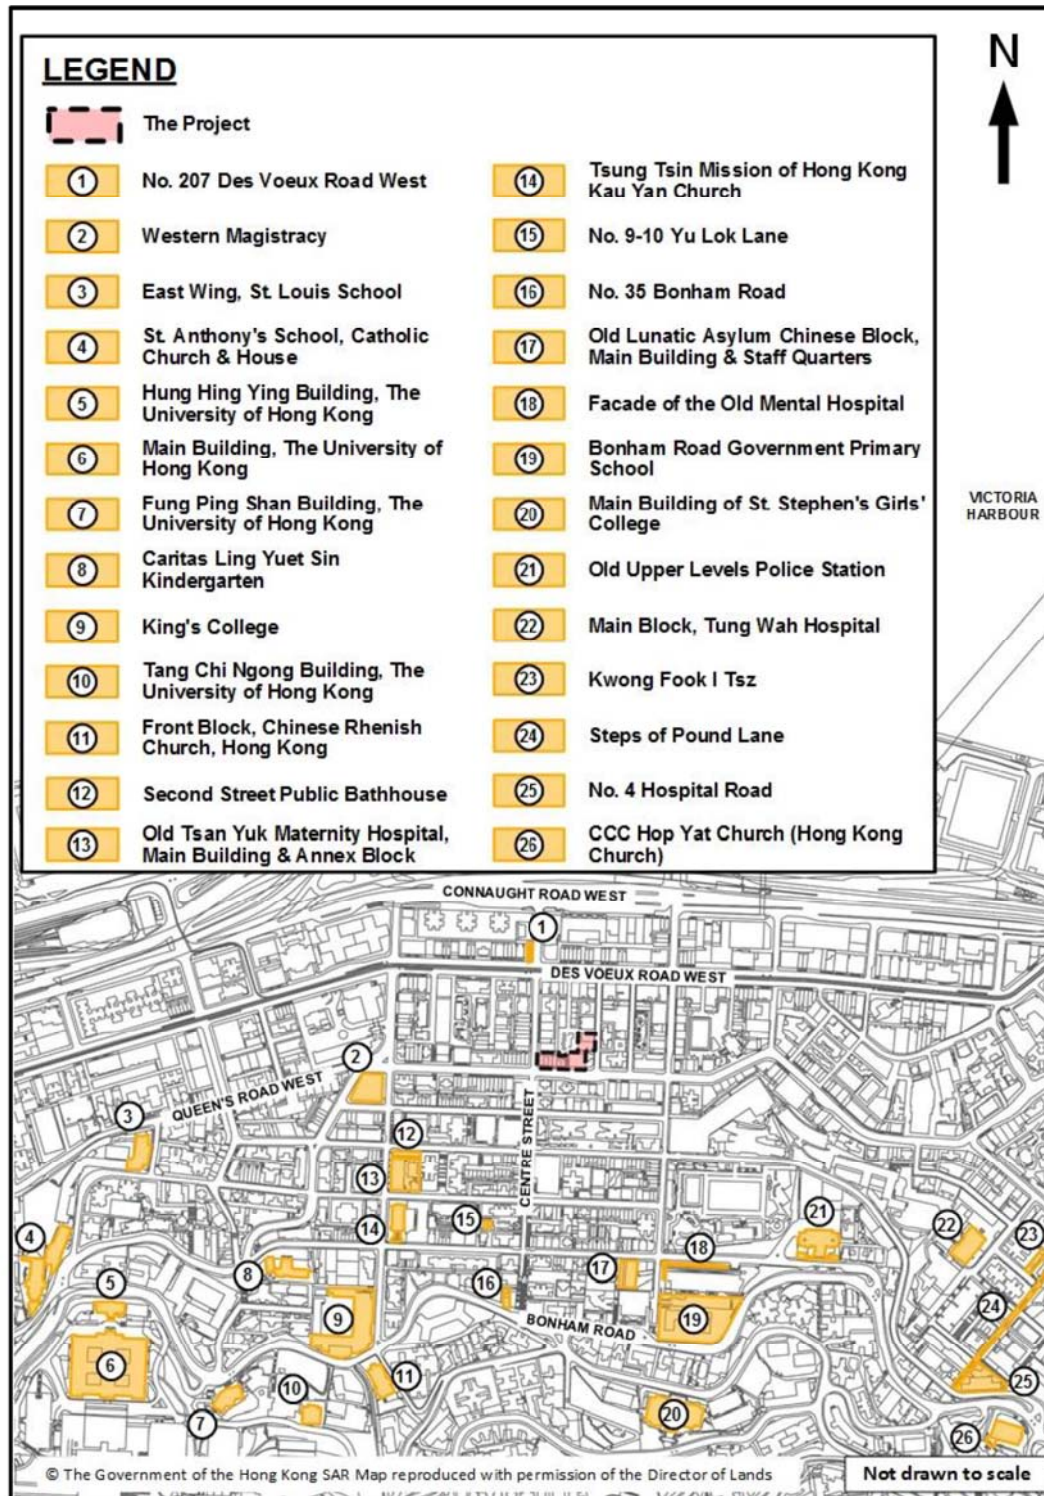 LEGEND
The Project
1
No. 207 Des Voeux Road West
2
Western Magistracy
3
East Wing, St. Louis School
4
St. Anthony's School, Catholic
Church & House
5
Hung Hing Ying Building, The
University of Hong Kong
6
Main Building, The University of
Hong Kong
7
Fung Ping Shan Building, The
University of Hong Kong
8
Caritas Ling Yuet Sin
Kindergarten
9
King's College
10
Tang Chi Ngong Building, The
University of Hong Kong
11
Front Block, Chinese Rhenish
Church, Hong Kong
12
Second Street Public Bathhouse
13
Old Tsan Yuk Maternity Hospital,
Main Building & Annex Block
14
Tsung Tsin Mission of Hong Kong
Kau Yan Church
15
No. 9-10 Yu Lok Lane
16
No. 35 Bonham Road
17
Old Lunatic Asylum Chinese Block,
Main Building & Staff Quarters
18
Facade of the Old Mental Hospital
19
Bonham Road Government Primary
School
20
Main Building of St. Stephen's Girls'
College
21
Old Upper Levels Police Station
22
Main Block, Tung Wah Hospital
23
Kwong Fook I Tsz
24
Steps of Pound Lane
25
No. 4 Hospital Road
26
CCC Hop Yat Church (Hong Kong
Church)
N
VICTORIA
HARBOUR
CONNAUGHT ROAD WEST
1
DES VOEUX ROAD WEST
2
QUEEN'S ROAD WEST
3
CENTRE STREET
12
13
14
15
21
22
23
4
5
8
16
17
18
24
9
BONHAM ROAD
19
6
11
25
10
7
20
26
© The Government of the Hong Kong SAR Map reproduced with permission of the Director of Lands
Not drawn to scale